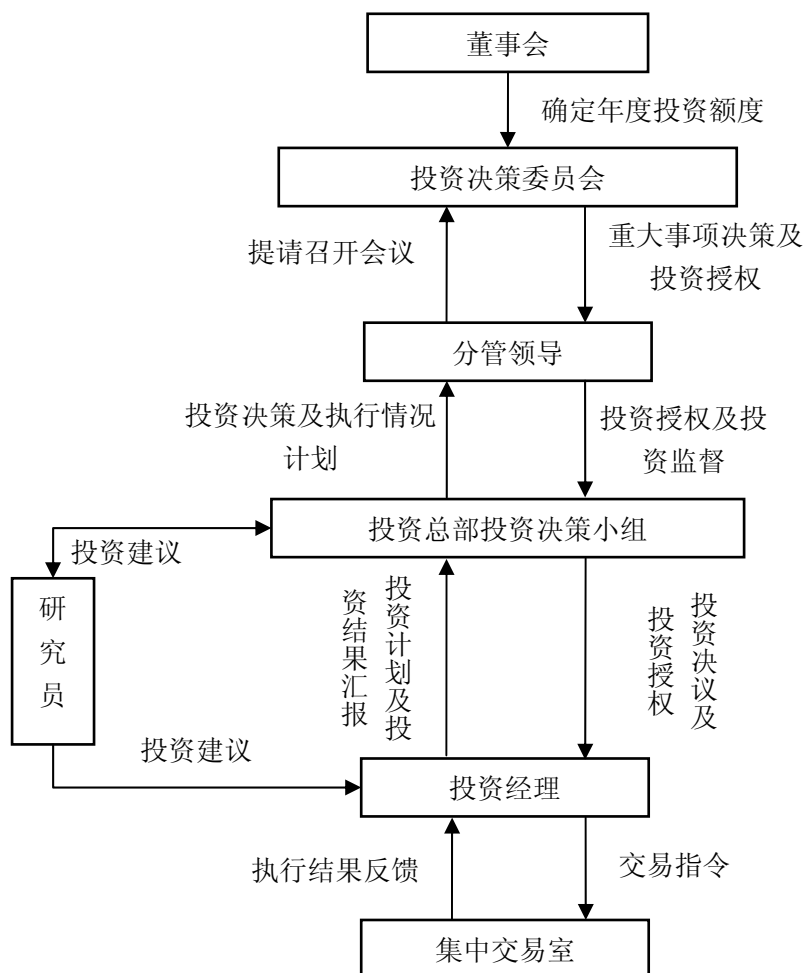 董事会
确定年度投资额度
投资决策委员会
提请召开会议
重大事项决策及
投资授权
分管领导
投资决策及执行情况
计划
投资授权及投
资监督
投资总部投资决策小组
投资建议
研
究
员
投资计划及投
资结果汇报
投资决议及
投资授权
投资建议
投资经理
执行结果反馈
交易指令
集中交易室